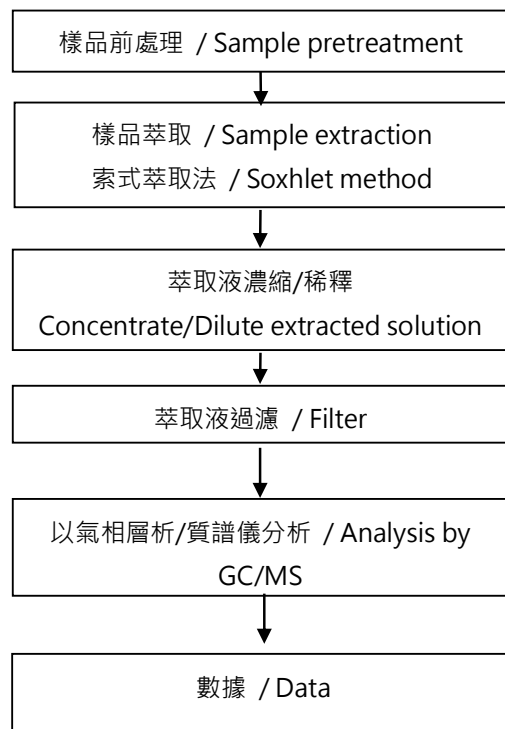 樣品前處理 / Sample pretreatment
樣品萃取 / Sample extraction
索式萃取法 / Soxhlet method
萃取液濃縮/稀釋
Concentrate/Dilute extracted solution
萃取液過濾 / Filter
以氣相層析/質譜儀分析 / Analysis by
GC/MS
數據 / Data